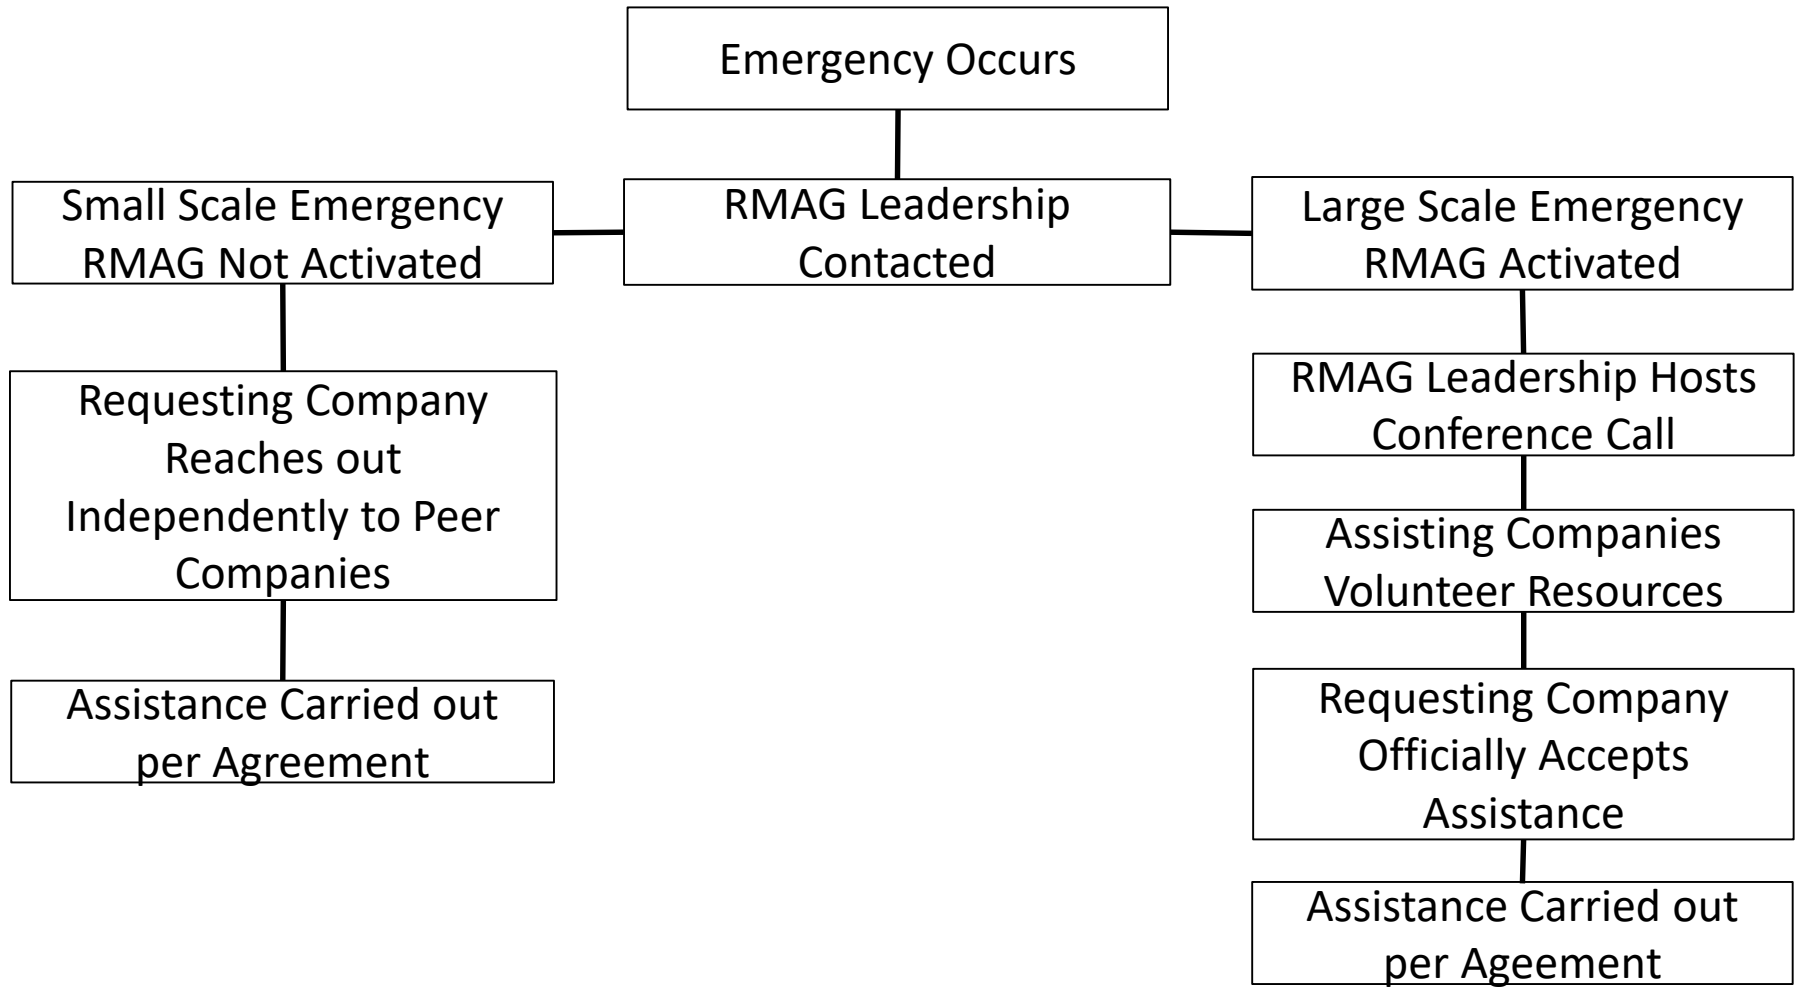 Emergency Occurs
RMAG Leadership
Contacted
Small Scale Emergency
RMAG Not Activated
Requesting Company
Reaches out
Independently to Peer
Companies
Assistance Carried out
per Agreement
Large Scale Emergency
RMAG Activated
RMAG Leadership Hosts
Conference Call
Assisting Companies
Volunteer Resources
Requesting Company
Officially Accepts
Assistance
Assistance Carried out
per Ageement